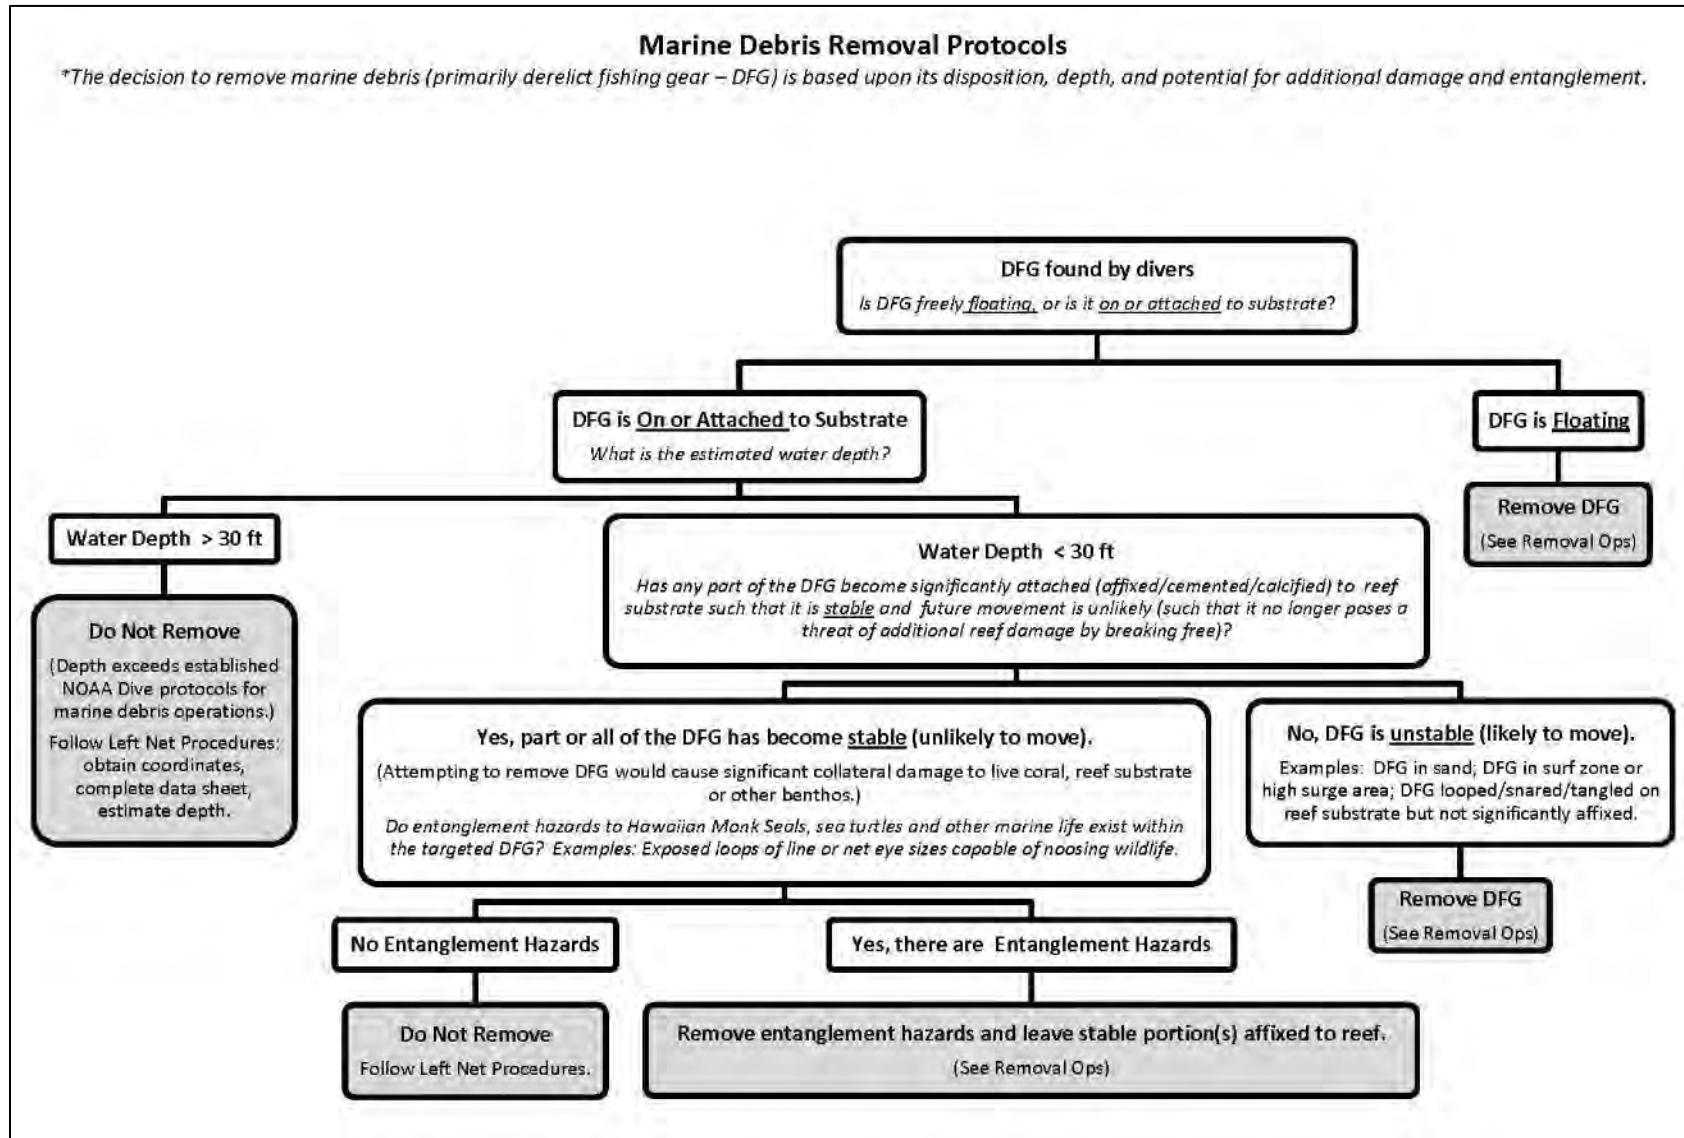 Marine Debris Removal Protocols
*The decision to remove marine debris (primarily derelict fishing gear – DFG) is based upon its disposition, depth, and potential for additional damage and entanglement.
DFG found by divers
Is DFG freely floating, or is it on or attached to substrate?
DFG is On or Attached to Substrate
What is the estimated water depth?
DFG is Floating
Remove DFG
(See Removal Ops)
Water Depth > 30 ft
Do Not Remove
(Depth exceeds established
NOAA Dive protocols for
marine debris operations.)
Follow Left Net Procedures:
obtain coordinates,
complete data sheet,
estimate depth.
Water Depth < 30 ft
Has any part of the DFG become significantly attached (affixed/cemented/calcified) to reef
substrate such that it is stable and future movement is unlikely (such that it no longer poses a
threat of additional reef damage by breaking free)?
Yes, part or all of the DFG has become stable (unlikely to move).
(Attempting to remove DFG would cause significant collateral damage to live coral, reef substrate
or other benthos.)
Do entanglement hazards to Hawaiian Monk Seals, sea turtles and other marine life exist within
the targeted DFG? Examples: Exposed loops of line or net eye sizes capable of noosing wildlife.
No, DFG is unstable (likely to move).
Examples: DFG in sand; DFG in surf zone or
high surge area; DFG looped/snared/tangled on
reef substrate but not significantly affixed.
Remove DFG
(See Removal Ops)
No Entanglement Hazards
Do Not Remove
Follow Left Net Procedures.
Yes, there are Entanglement Hazards
Remove entanglement hazards and leave stable portion(s) affixed to reef.
(See Removal Ops)